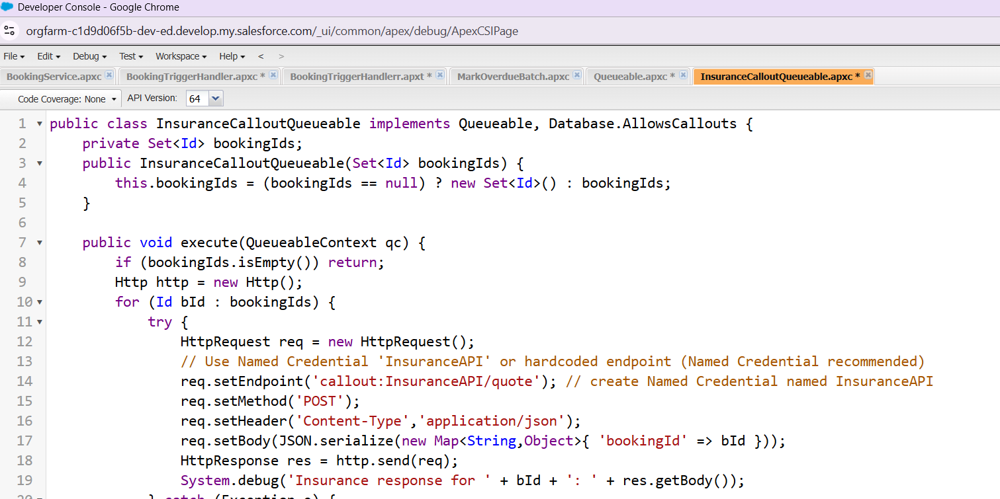 Developer Console - Google Chrome
orgfarm-c1d9d06f5b-dev-ed.develop.my.salesforce.com/_ui/common/apex/debug/ApexCSIPage
File Edit Debug Test Workspace Help < >
BookingService.apxc BookingTriggerHandler.apxc * BookingTriggerHandlerr.apxt * MarkOverdueBatch.apxc Queueable.apxc * InsuranceCalloutQueueable.apxc *
Code Coverage: None API Version: 64
1 public class InsuranceCalloutQueueable implements Queueable, Database.AllowsCallouts {
2 private Set<Id> bookingIds;
3 public InsuranceCalloutQueueable(Set<Id> bookingIds) {
4 this.bookingIds = (bookingIds == null) ? new Set<Id>() : bookingIds;
5 }
6
7 public void execute(QueueableContext qc) {
8 if (bookingIds.isEmpty()) return;
9 Http http = new Http();
10 for (Id bId : bookingIds) {
11 try {
12 HttpRequest req = new HttpRequest();
13 // Use Named Credential 'InsuranceAPI' or hardcoded endpoint (Named Credential recommended)
14 req.setEndpoint('callout:InsuranceAPI/quote'); // create Named Credential named InsuranceAPI
15 req.setMethod('POST');
16 req.setHeader('Content-Type','application/json');
17 req.setBody(JSON.serialize(new Map<String,Object>{ 'bookingId' => bId }));
18 HttpResponse res = http.send(req);
19 System.debug('Insurance response for ' + bId + ': ' + res.getBody());
20 } catch (Exception e) {